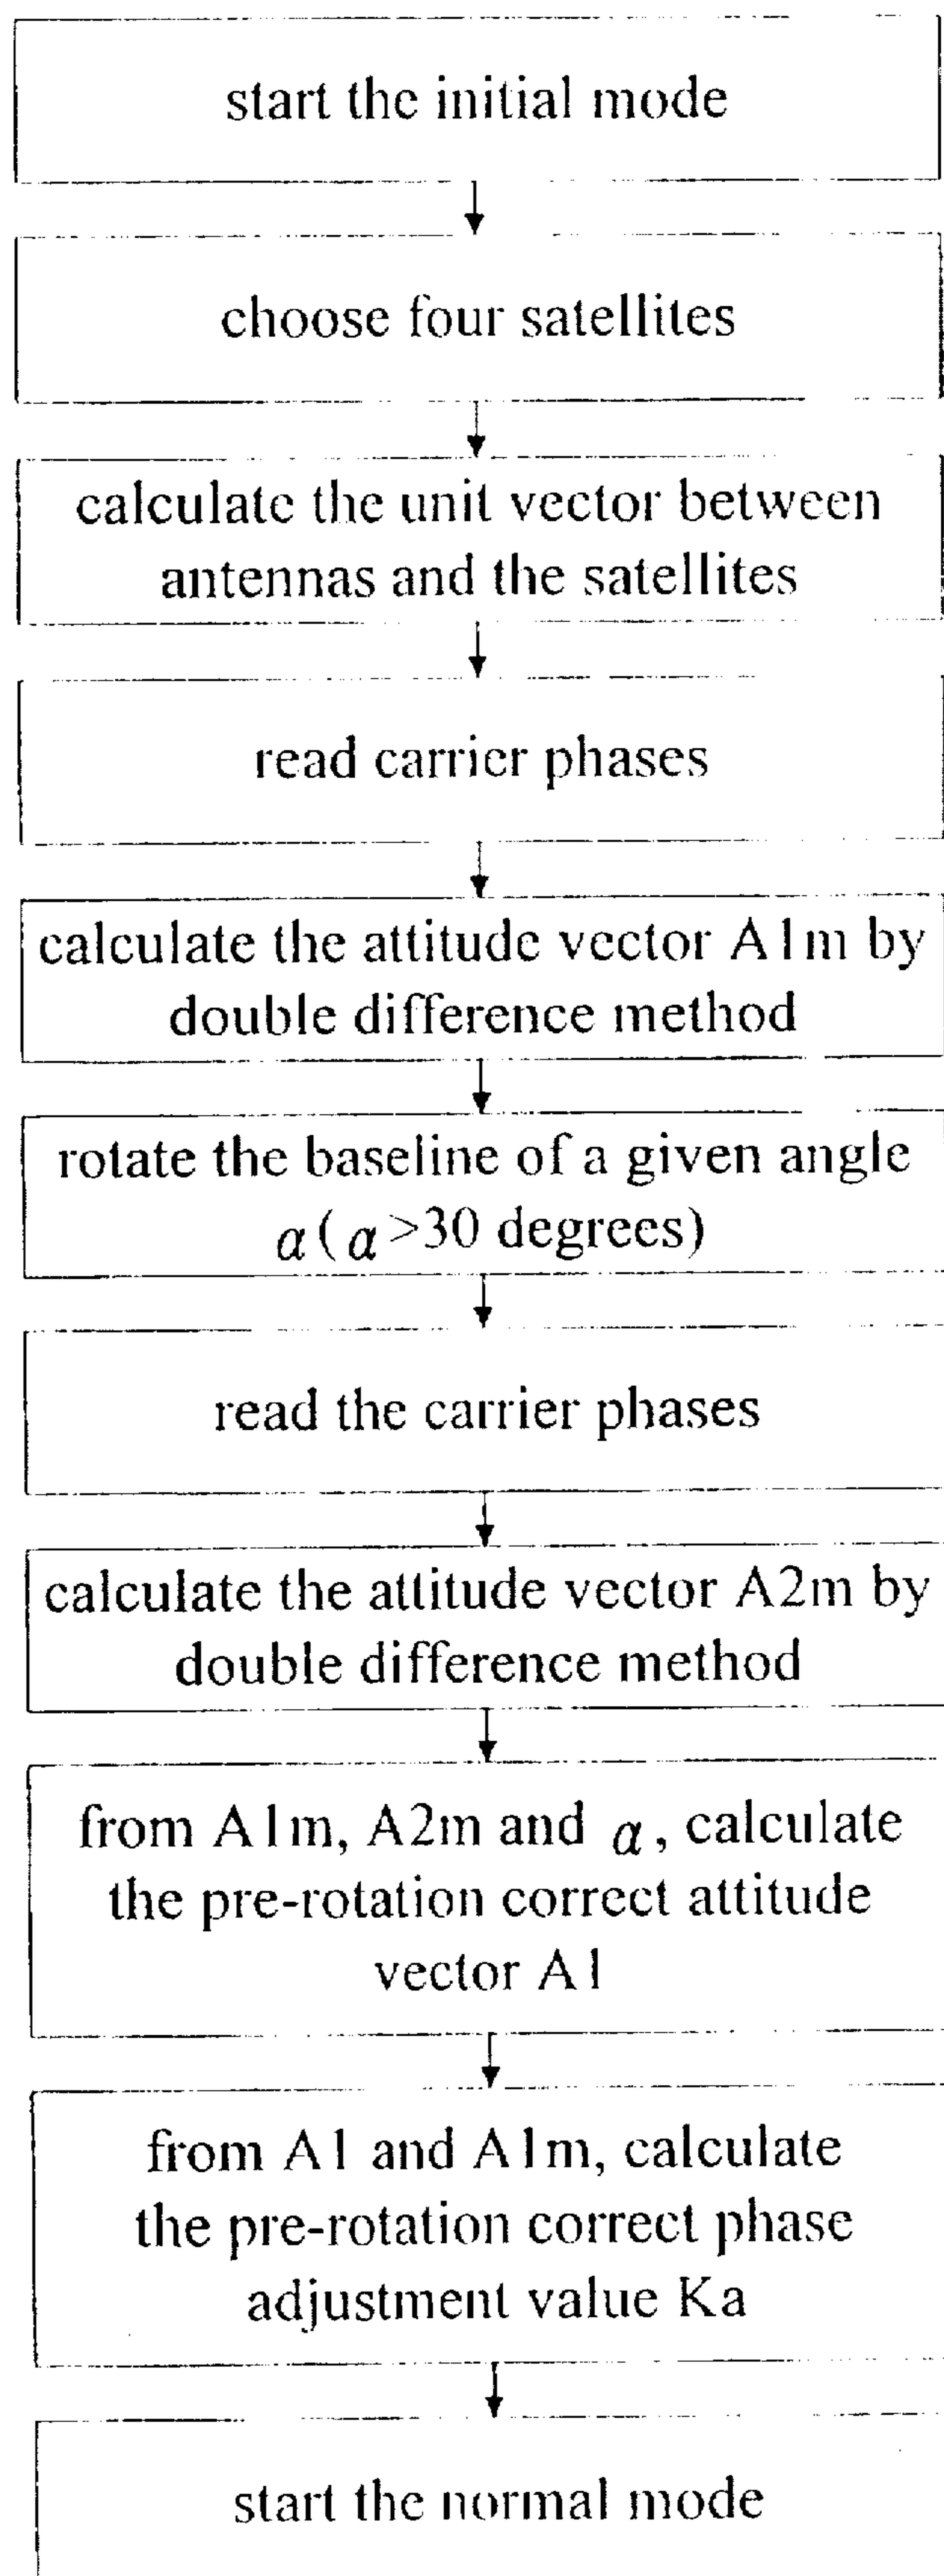 start the initial mode
choose four satellites
calculate the unit vector between
antennas and the satellites
read carrier phases
calculate the attitude vector A1m by
double difference method
rotate the baseline of a given angle
α(α>30 degrees)
read the carrier phases
calculate the attitude vector A2m by
double difference method
from A1m, A2m and α, calculate
the pre-rotation correct attitude
vector A1
from A1 and A1m, calculate
the pre-rotation correct phase
adjustment value Ka
start the normal mode